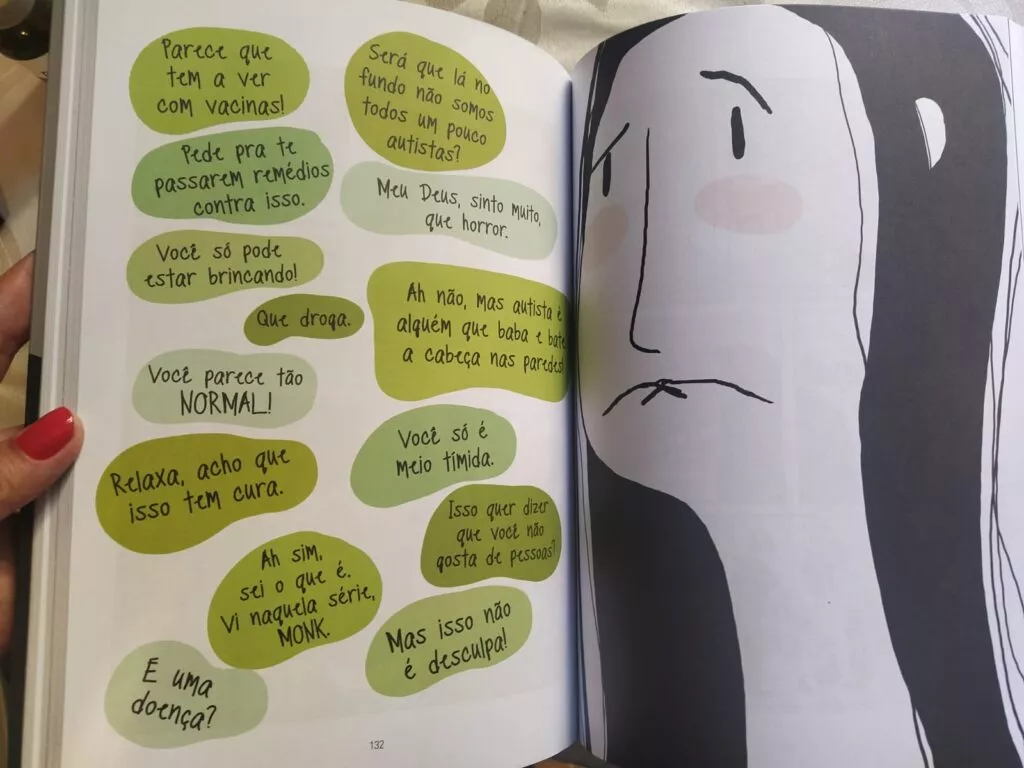 Parece que
tem a ver
com vacinas!
Será que lá no
fundo não somos
todos um pouco
autistas?
Pede pra te
passarem remédios
contra isso.
Meu Deus, sinto muito,
que horror.
Você só pode
estar brincando!
Que droga.
Ah não, mas autista é
alguém que baba e bate
a cabeça nas paredes!
Você parece tão
NORMAL!
Você só é
meio tímida.
Relaxa, acho que
isso tem cura.
Isso quer dizer
que você não
gosta de pessoas?
Ah sim,
sei o que é.
Vi naquela série,
MONK.
Mas isso não
é desculpa!
E uma
doença?
132